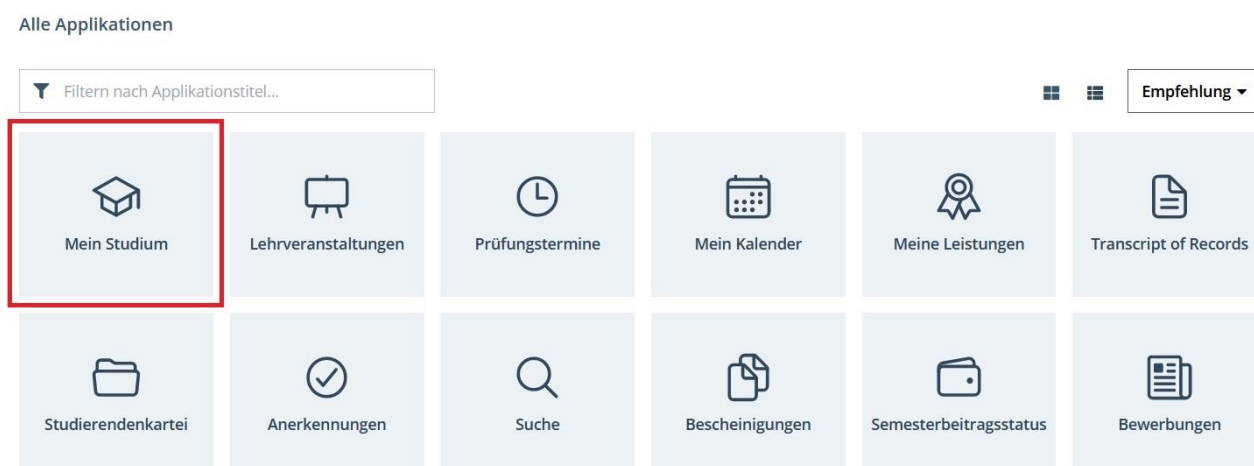 Alle Applikationen
Filtern nach Applikationstitel...
Empfehlung
Mein Studium
Lehrveranstaltungen
Prüfungstermine
Mein Kalender
Meine Leistungen
Transcript of Records
Studierendenkartei
Anerkennungen
Suche
Bescheinigungen
Semesterbeitragsstatus
Bewerbungen